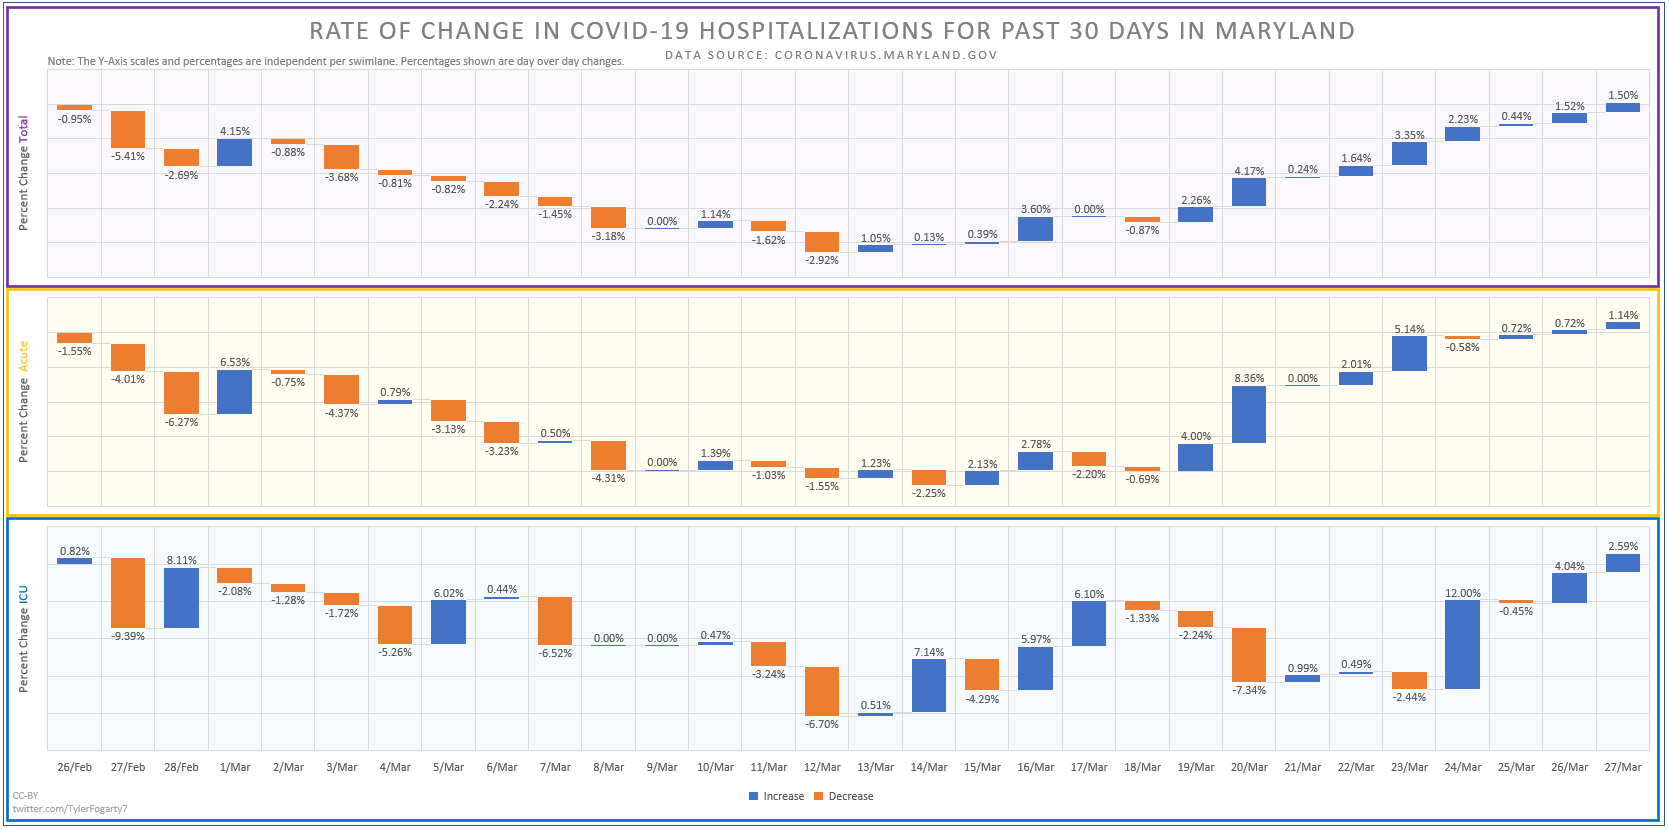 RATE OF CHANGE IN COVID-19 HOSPITALIZATIONS FOR PAST 30 DAYS IN MARYLAND
DATA SOURCE: CORONAVIRUS.MARYLAND.GOV
Note: The Y-Axis scales and percentages are independent per swimlane. Percentages shown are day over day changes.
Percent Change Total
-0.95% -5.41% -2.69% 4.15% -0.88% -3.68% -0.81% -0.82% -2.24% -1.45% -3.18% 0.00% 1.14% -1.62% -2.92% 1.05% 0.13% 0.39% 3.60% 0.00% -0.87% 2.26% 4.17% 0.24% 1.64% 3.35% 2.23% 0.44% 1.52% 1.50%
Percent Change Acute
-1.55% -4.01% -6.27% 6.53% -0.75% -4.37% 0.79% -3.13% -3.23% 0.50% -4.31% 0.00% 1.39% -1.03% -1.55% 1.23% -2.25% 2.13% 2.78% -2.20% -0.69% 4.00% 8.36% 0.00% 2.01% 5.14% -0.58% 0.72% 0.72% 1.14%
Percent Change ICU
0.82% -9.39% 8.11% -2.08% -1.28% -1.72% -5.26% 6.02% 0.44% -6.52% 0.00% 0.00% 0.47% -3.24% -6.70% 0.51% 7.14% -4.29% 5.97% 6.10% -1.33% -2.24% -7.34% 0.99% 0.49% -2.44% 12.00% -0.45% 4.04% 2.59%
26/Feb 27/Feb 28/Feb 1/Mar 2/Mar 3/Mar 4/Mar 5/Mar 6/Mar 7/Mar 8/Mar 9/Mar 10/Mar 11/Mar 12/Mar 13/Mar 14/Mar 15/Mar 16/Mar 17/Mar 18/Mar 19/Mar 20/Mar 21/Mar 22/Mar 23/Mar 24/Mar 25/Mar 26/Mar 27/Mar
Increase Decrease
CC-BY
twitter.com/TylerFogarty7